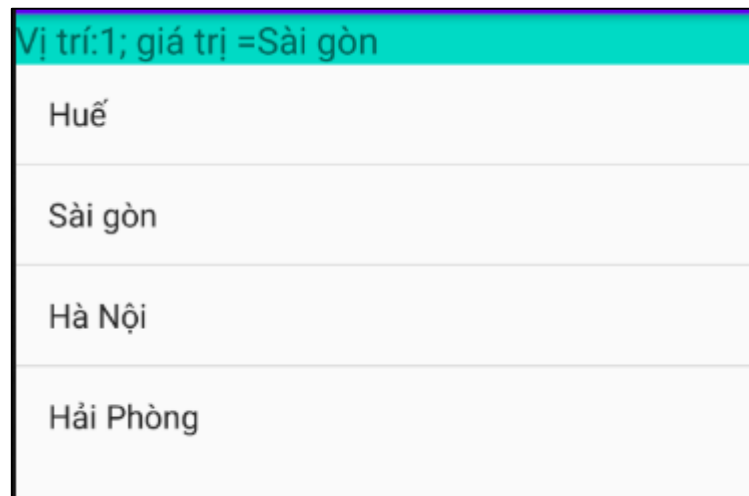 Vị trí:1; giá trị =Sài gòn
Huế
Sài gòn
Hà Nội
Hải Phòng